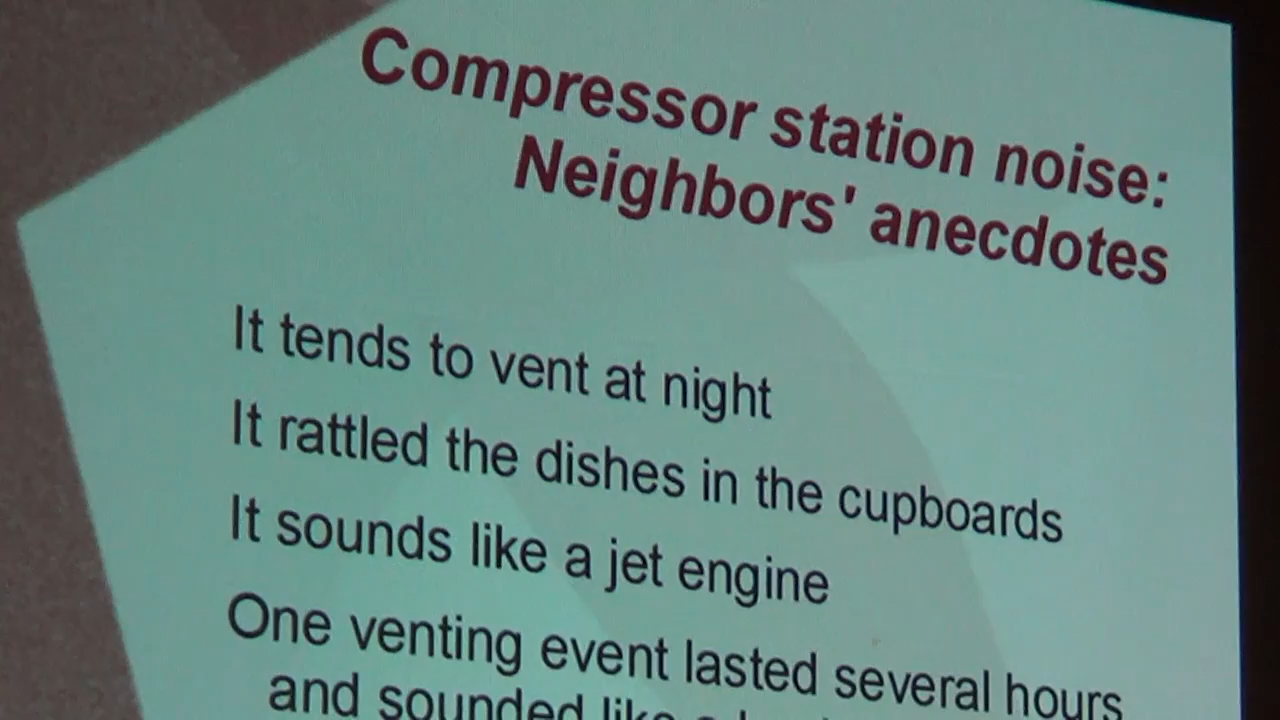 Compressor station noise:
Neighbors' anecdotes
It tends to vent at night
It rattled the dishes in the cupboards
It sounds like a jet engine
One venting event lasted several hours
and sounded like a